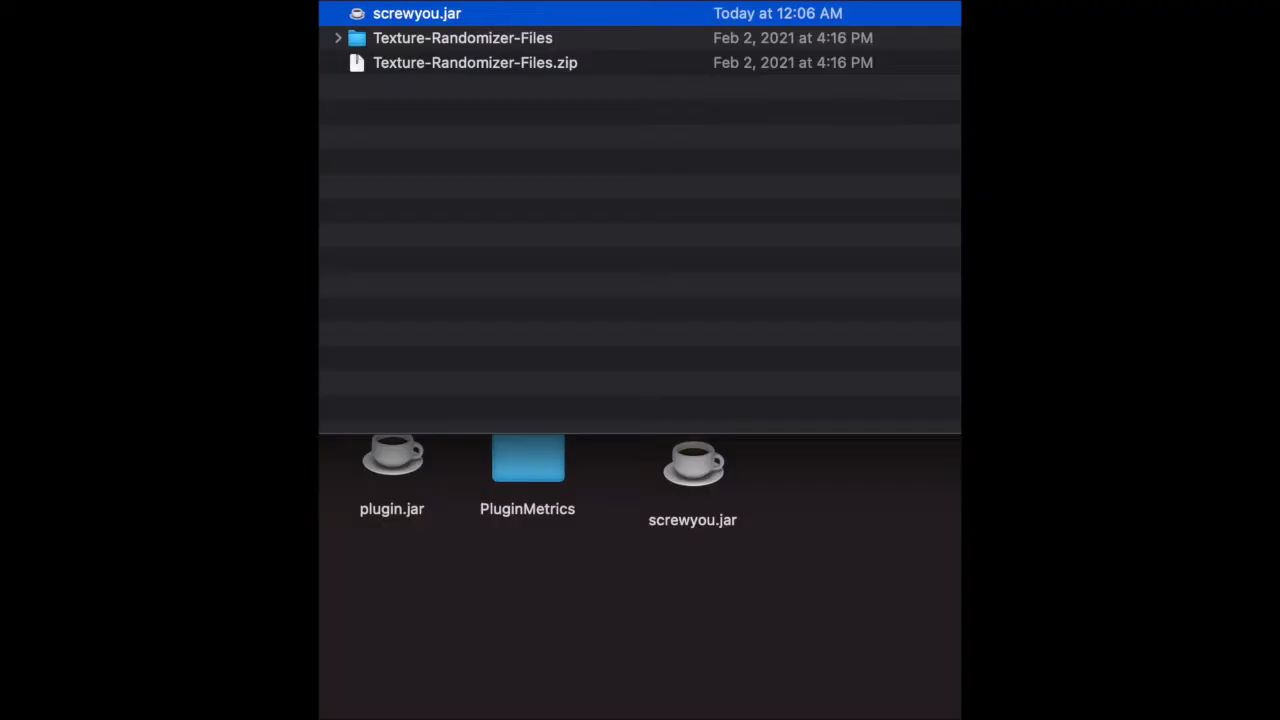 screwyou.jar Today at 12:06 AM
Texture-Randomizer-Files Feb 2, 2021 at 4:16 PM
Texture-Randomizer-Files.zip Feb 2, 2021 at 4:16 PM
plugin.jar PluginMetrics screwyou.jar